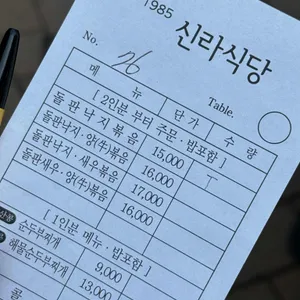 1985
신라식당
No. 26
Table.
메 뉴 단 가 수 량
[ 2인분 부터 주문 · 밥포함 ]
돌 판 낙 지 볶 음 15,000 T
돌판낙지 · 양(牛)볶음 16,000
돌판낙지 · 새우볶음 17,000
돌판새우 · 양(牛)볶음 16,000
[ 1인분 메뉴 · 밥포함 ]
순두부찌개 9,000
해물순두부찌개 13,000